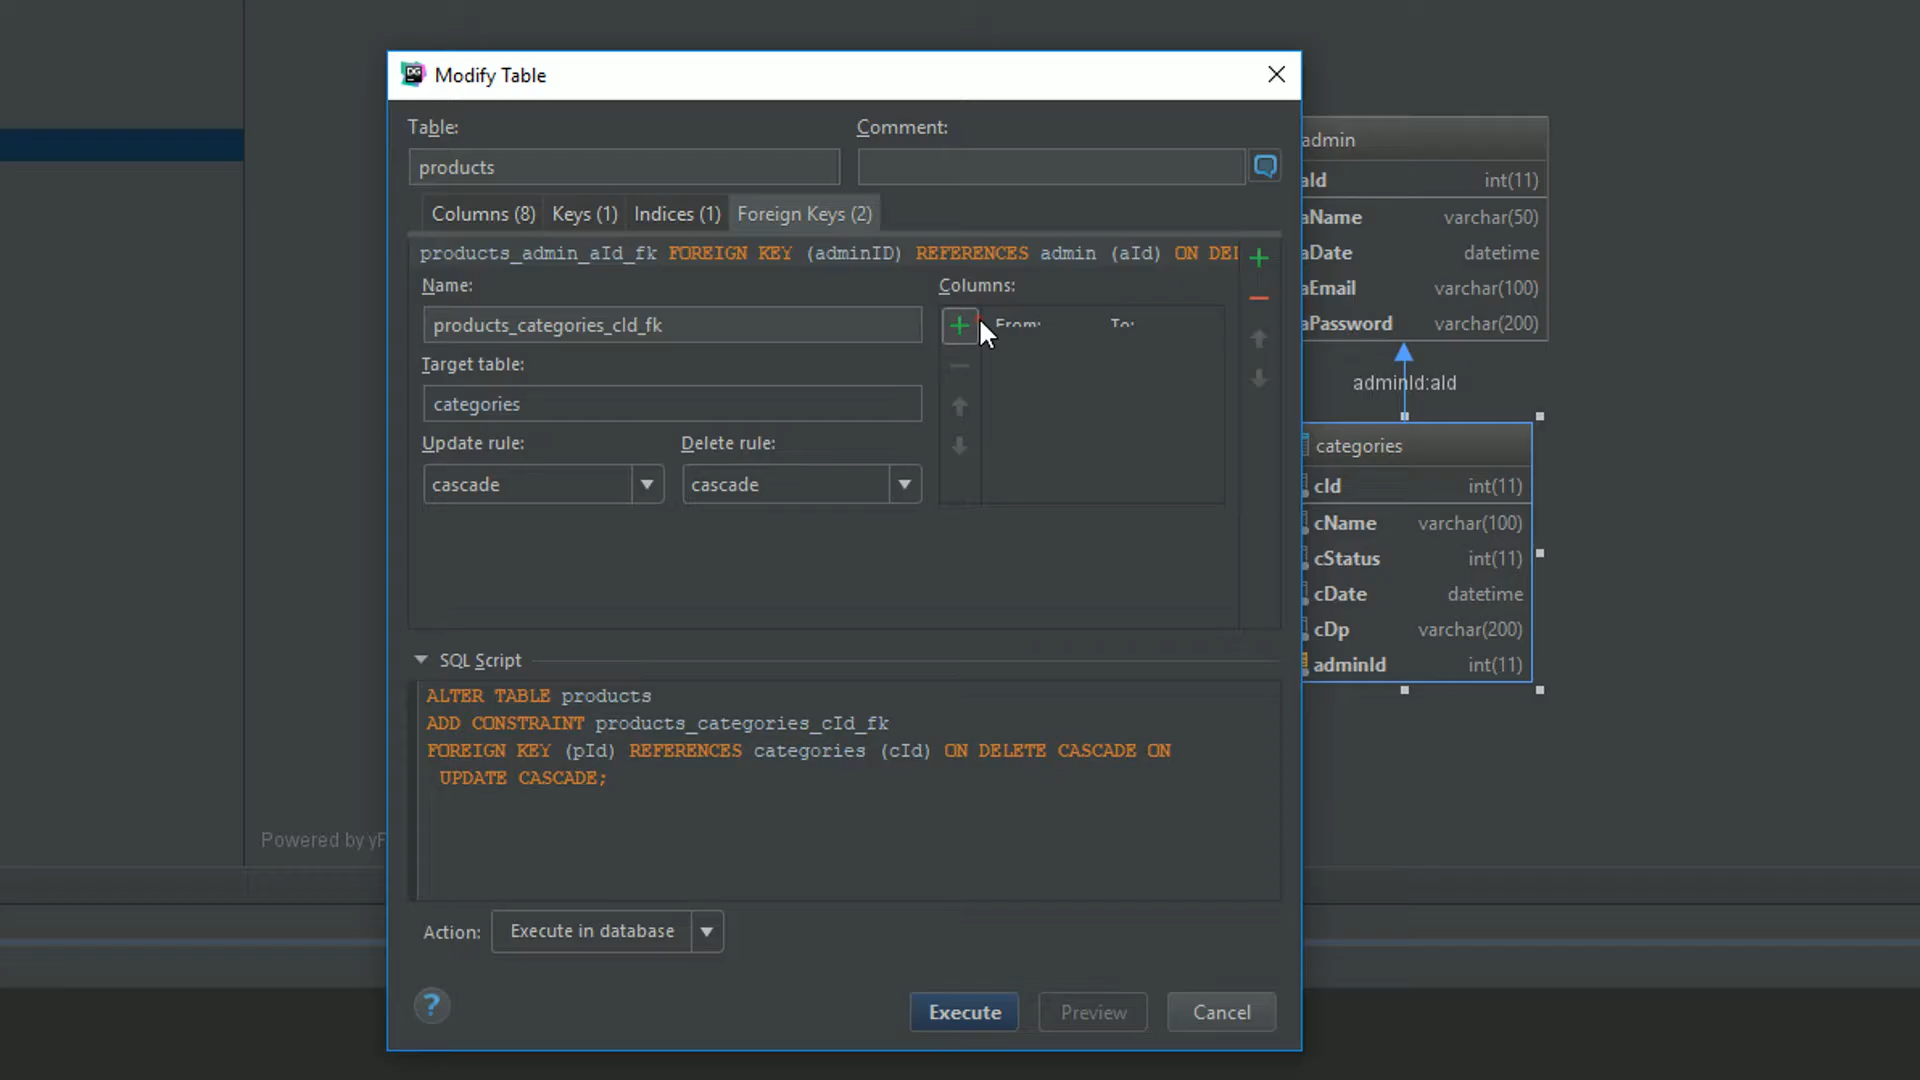 Modify Table
Table:
Comment:
products
Columns (8)
Keys (1)
Indices (1)
Foreign Keys (2)
products_admin_aId_fk FOREIGN KEY (adminID) REFERENCES admin (aId) ON DEL
Name:
Columns:
products_categories_cId_fk
From:
To:
Target table:
categories
Update rule:
Delete rule:
cascade
cascade
SQL Script
ALTER TABLE products
ADD CONSTRAINT products_categories_cId_fk
FOREIGN KEY (pId) REFERENCES categories (cId) ON DELETE CASCADE ON
UPDATE CASCADE;
Action:
Execute in database
?
Execute
Preview
Cancel
admin
aId int(11)
aName varchar(50)
aDate datetime
aEmail varchar(100)
aPassword varchar(200)
adminId:aId
categories
cId int(11)
cName varchar(100)
cStatus int(11)
cDate datetime
cDp varchar(200)
adminId int(11)
Powered by yF